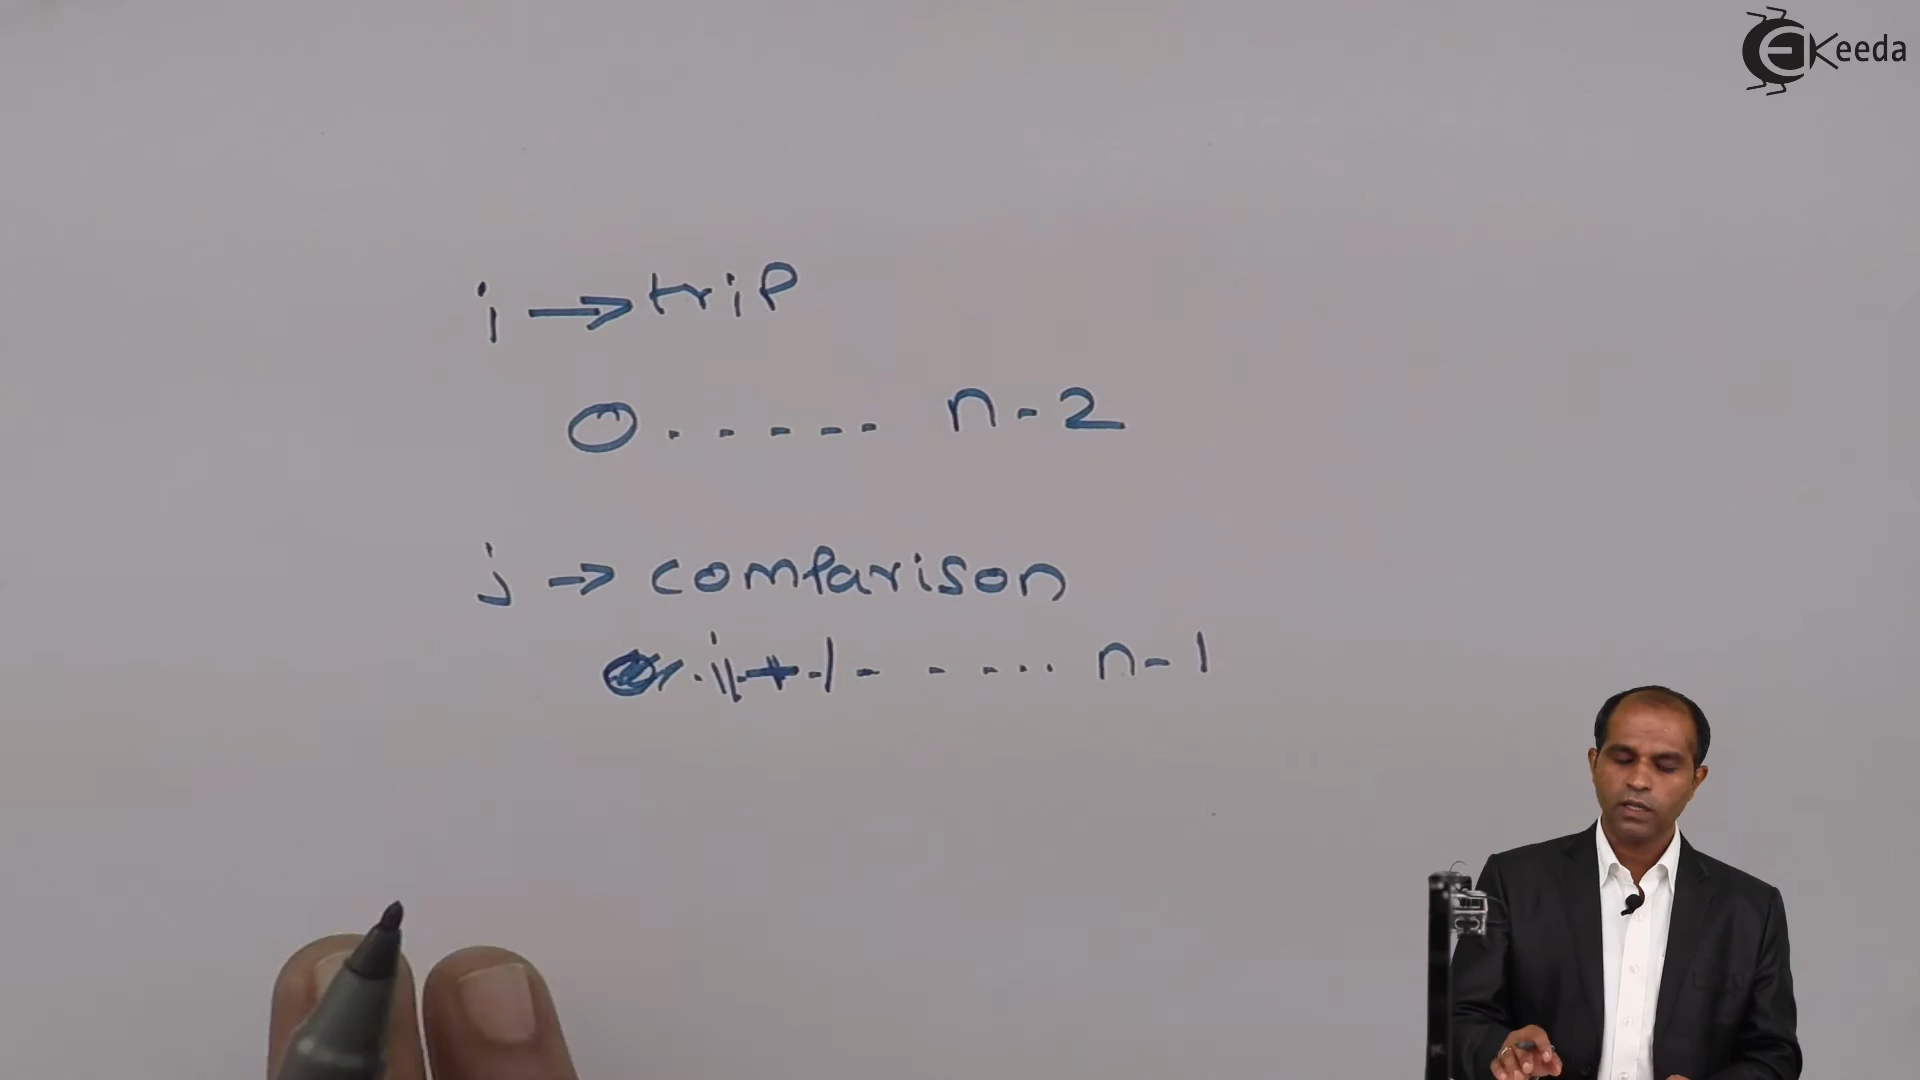 EKeeda
i → trip
0 ..... n-2
j → comparison
i+1 ..... n-1